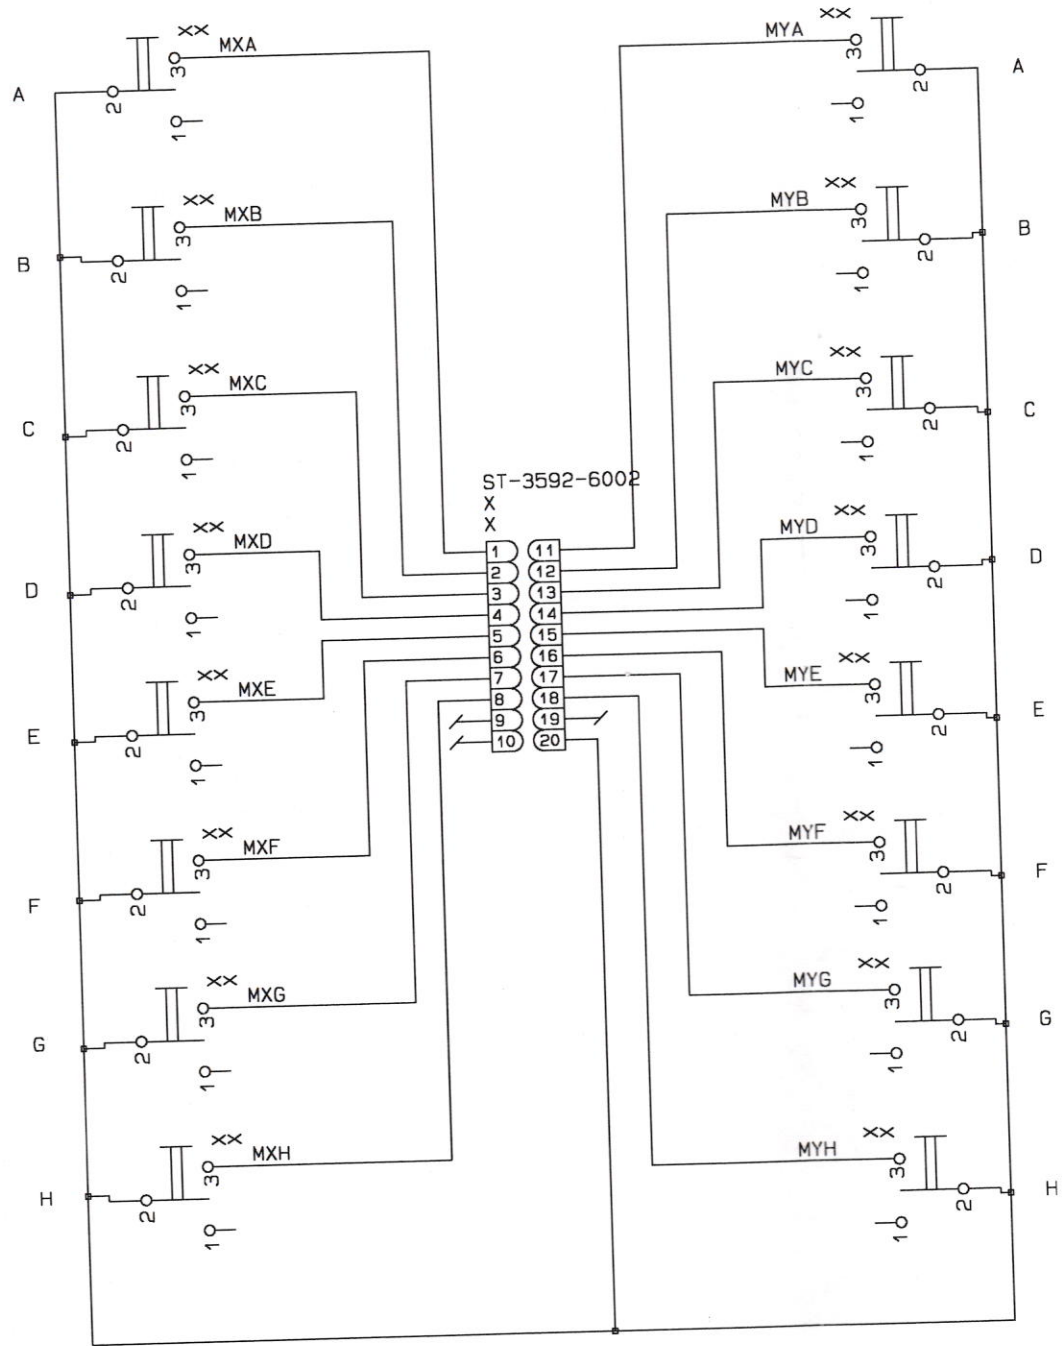 XX MXA 3 A 2 1
MYA XX 3 A 2 1
XX MXB 3 B 2 1
MYB XX 3 B 2 1
XX MXC 3 C 2 1
MYC XX 3 C 2 1
ST-3592-6002
X
X
XX MXD 3 D 2 1
MYD XX 3 D 2 1
1 11
2 12
3 13
4 14
5 15
6 16
7 17
8 18
9 19
10 20
XX MXE 3 E 2 1
MYE XX 3 E 2 1
XX MXF 3 F 2 1
MYF XX 3 F 2 1
XX MXG 3 G 2 1
MYG XX 3 G 2 1
XX MXH 3 H 2 1
MYH XX 3 H 2 1